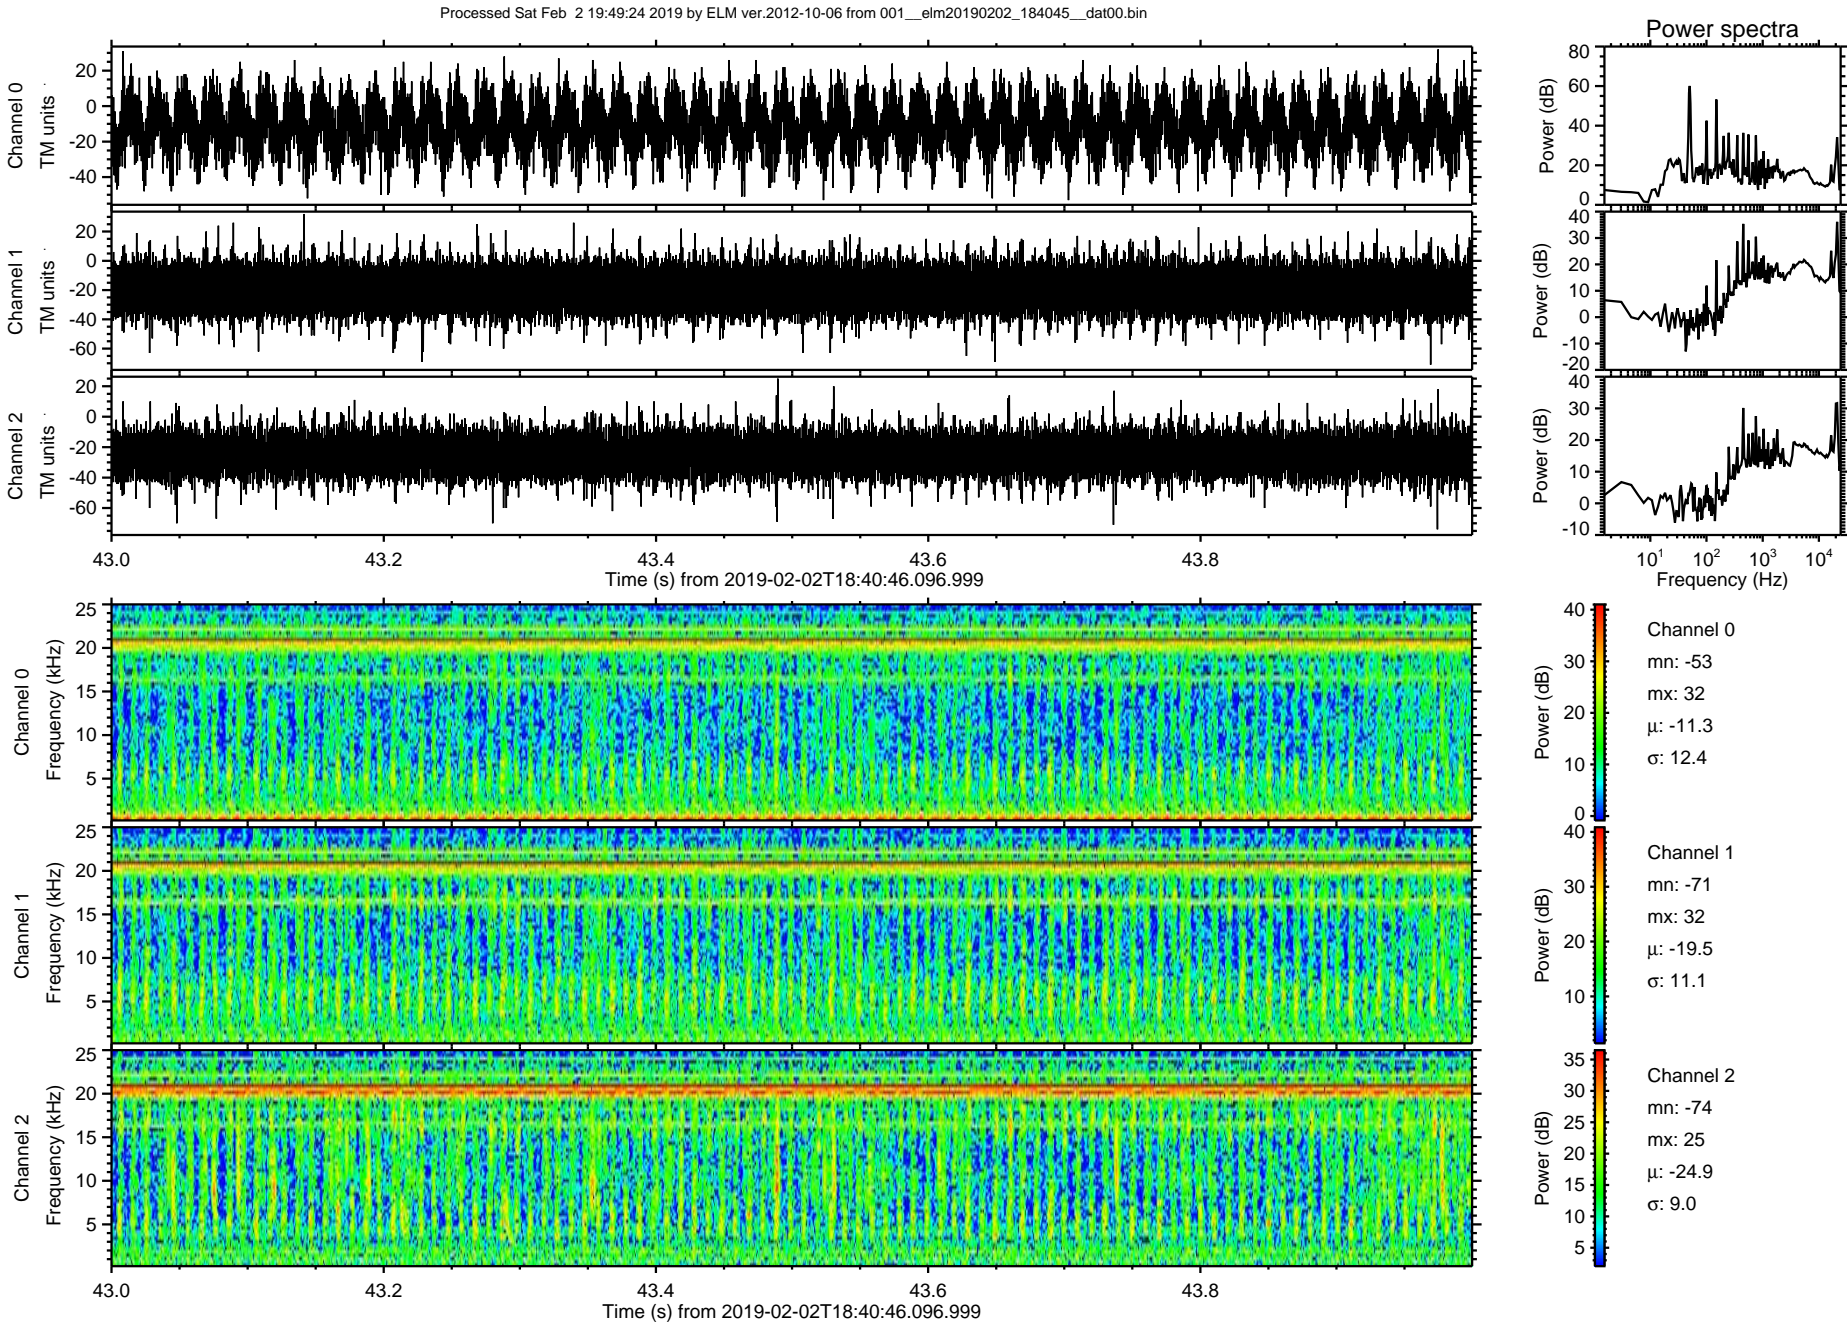 Processed Sat Feb  2 19:49:24 2019 by ELM ver.2012-10-06 from 001__elm20190202_184045__dat00.bin
Power spectra
Channel 0
TM units
20
0
-20
-40
Power (dB)
80
60
40
20
0
Channel 1
TM units
20
0
-20
-40
-60
Power (dB)
40
30
20
10
0
-10
-20
Channel 2
TM units
20
0
-20
-40
-60
Power (dB)
40
30
20
10
0
-10
43.0 43.2 43.4 43.6 43.8
Time (s) from 2019-02-02T18:40:46.096.999
10¹ 10² 10³ 10⁴
Frequency (Hz)
Channel 0
Frequency (kHz)
25
20
15
10
5
Power (dB)
40
30
20
10
0
Channel 0
mn: -53
mx: 32
μ: -11.3
σ: 12.4
Channel 1
Frequency (kHz)
25
20
15
10
5
Power (dB)
40
30
20
10
Channel 1
mn: -71
mx: 32
μ: -19.5
σ: 11.1
Channel 2
Frequency (kHz)
25
20
15
10
5
Power (dB)
35
30
25
20
15
10
5
Channel 2
mn: -74
mx: 25
μ: -24.9
σ: 9.0
43.0 43.2 43.4 43.6 43.8
Time (s) from 2019-02-02T18:40:46.096.999